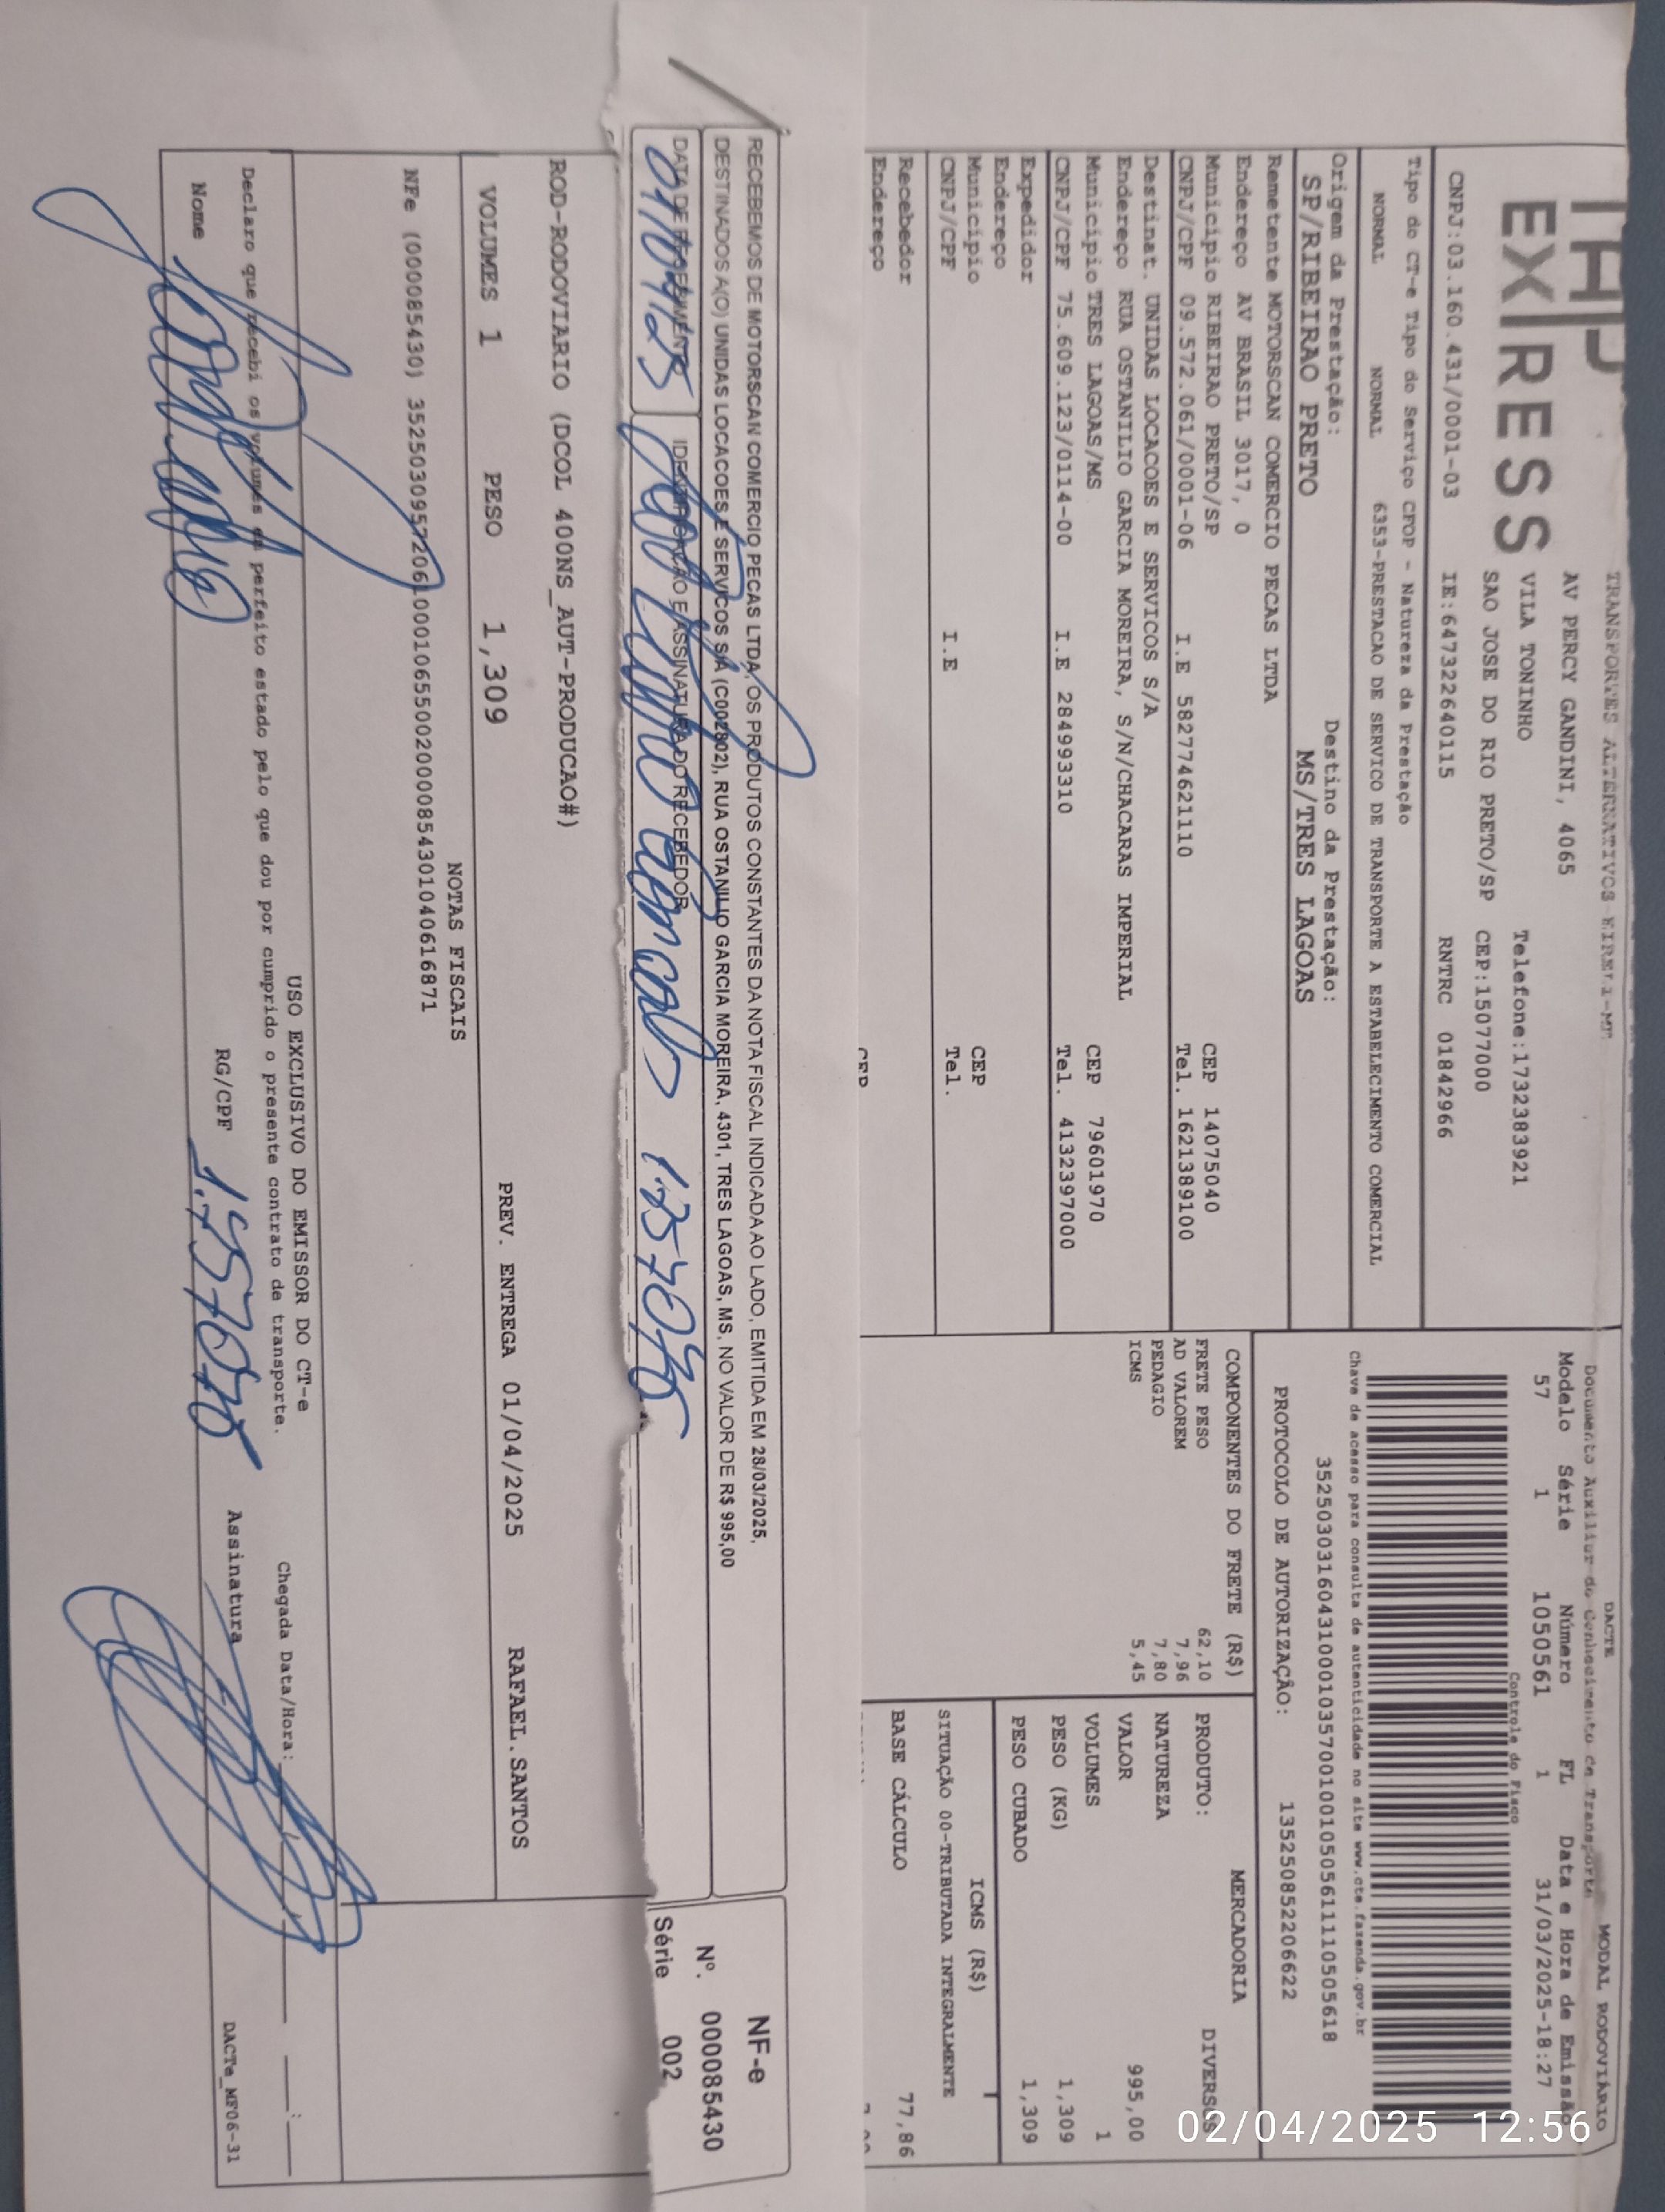 EXPRESS
TRANSPORTES ALTERNATIVOS EIRELI-ME
AV PERCY GANDINI, 4065
VILA TONINHO Telefone:1732383921
SAO JOSE DO RIO PRETO/SP CEP:15077000
CNPJ:03.160.431/0001-03 IE:647322640115 RNTRC 01842966
DACTE MODAL RODOVIÁRIO
Documento Auxiliar do Conhecimento de Transporte
Modelo Série Número FL Data e Hora de Emissão
57 1 1050561 1 31/03/2025-18:27
Controle do Fisco
Chave de acesso para consulta de autenticidade no site www.cte.fazenda.gov.br
35250303160431000103570010010505611110505618
PROTOCOLO DE AUTORIZAÇÃO: 135250852206622
Tipo do CT-e Tipo do Serviço CFOP - Natureza da Prestação
NORMAL NORMAL 6353-PRESTACAO DE SERVICO DE TRANSPORTE A ESTABELECIMENTO COMERCIAL
Origem da Prestação: Destino da Prestação:
SP/RIBEIRAO PRETO MS/TRES LAGOAS
Remetente MOTORSCAN COMERCIO PECAS LTDA
Endereço AV BRASIL 3017, 0
Município RIBEIRAO PRETO/SP CEP 14075040
CNPJ/CPF 09.572.061/0001-06 I.E 582774621110 Tel. 1621389100
Destinat. UNIDAS LOCACOES E SERVICOS S/A
Endereço RUA OSTANILIO GARCIA MOREIRA, S/N/CHACARAS IMPERIAL
Município TRES LAGOAS/MS CEP 79601970
CNPJ/CPF 75.609.123/0114-00 I.E 284993310 Tel. 4132397000
Expedidor
Endereço
Município CEP
CNPJ/CPF I.E Tel.
Recebedor
Endereço
CEP
COMPONENTES DO FRETE (R$)
FRETE PESO 62,10
AD VALOREM 7,96
PEDAGIO 7,80
ICMS 5,45
MERCADORIA
PRODUTO: DIVERSOS
NATUREZA
VALOR 995,00
VOLUMES 1
PESO (KG) 1,309
PESO CUBADO 1,309
ICMS (R$)
SITUAÇÃO 00-TRIBUTADA INTEGRALMENTE
BASE CÁLCULO 77,86
RECEBEMOS DE MOTORSCAN COMERCIO PECAS LTDA, OS PRODUTOS CONSTANTES DA NOTA FISCAL INDICADA AO LADO, EMITIDA EM 28/03/2025,
DESTINADOS A(O) UNIDAS LOCACOES E SERVICOS S/A (C002802), RUA OSTANILIO GARCIA MOREIRA, 4301, TRES LAGOAS, MS, NO VALOR DE R$ 995,00
DATA DE RECEBIMENTO IDENTIFICAÇÃO E ASSINATURA DO RECEBEDOR
01/04/25
NF-e
Nº. 000085430
Série 002
ROD-RODOVIARIO (DCOL 400NS_AUT-PRODUCAO#)
VOLUMES 1 PESO 1,309 PREV. ENTREGA 01/04/2025 RAFAEL.SANTOS
NOTAS FISCAIS
NFe (000085430) 35250309572061000106550020000854301040616871
USO EXCLUSIVO DO EMISSOR DO CT-e
Declaro que recebi os volumes em perfeito estado pelo que dou por cumprido o presente contrato de transporte. Chegada Data/Hora: :
Nome RG/CPF Assinatura DACTe_MF06-31
02/04/2025 12:56